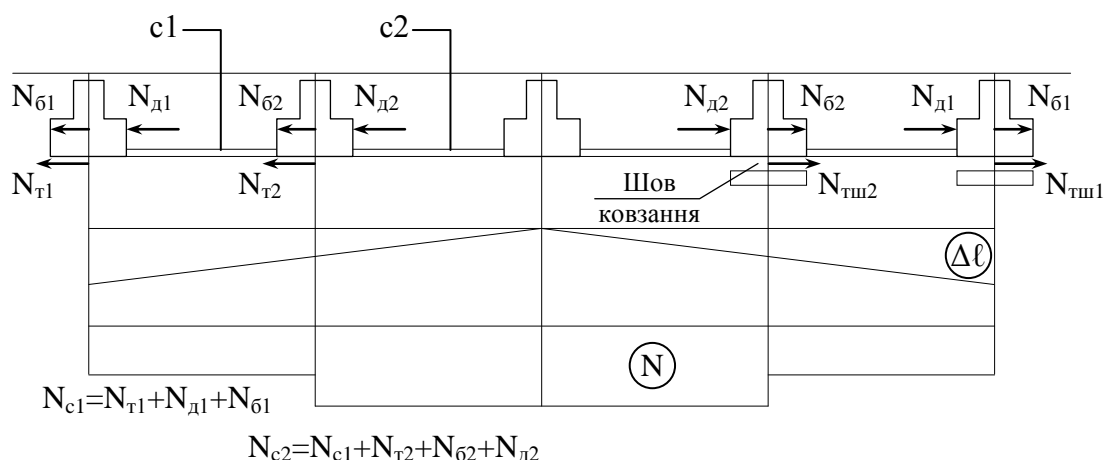 c1
c2
Nб1
Nд1
Nб2
Nд2
Nд2
Nб2
Nд1
Nб1
Nт1
Nт2
Шов
ковзання
Nтш2
Nтш1
Δℓ
N
Nc1=Nт1+Nд1+Nб1
Nc2=Nc1+Nт2+Nб2+Nд2